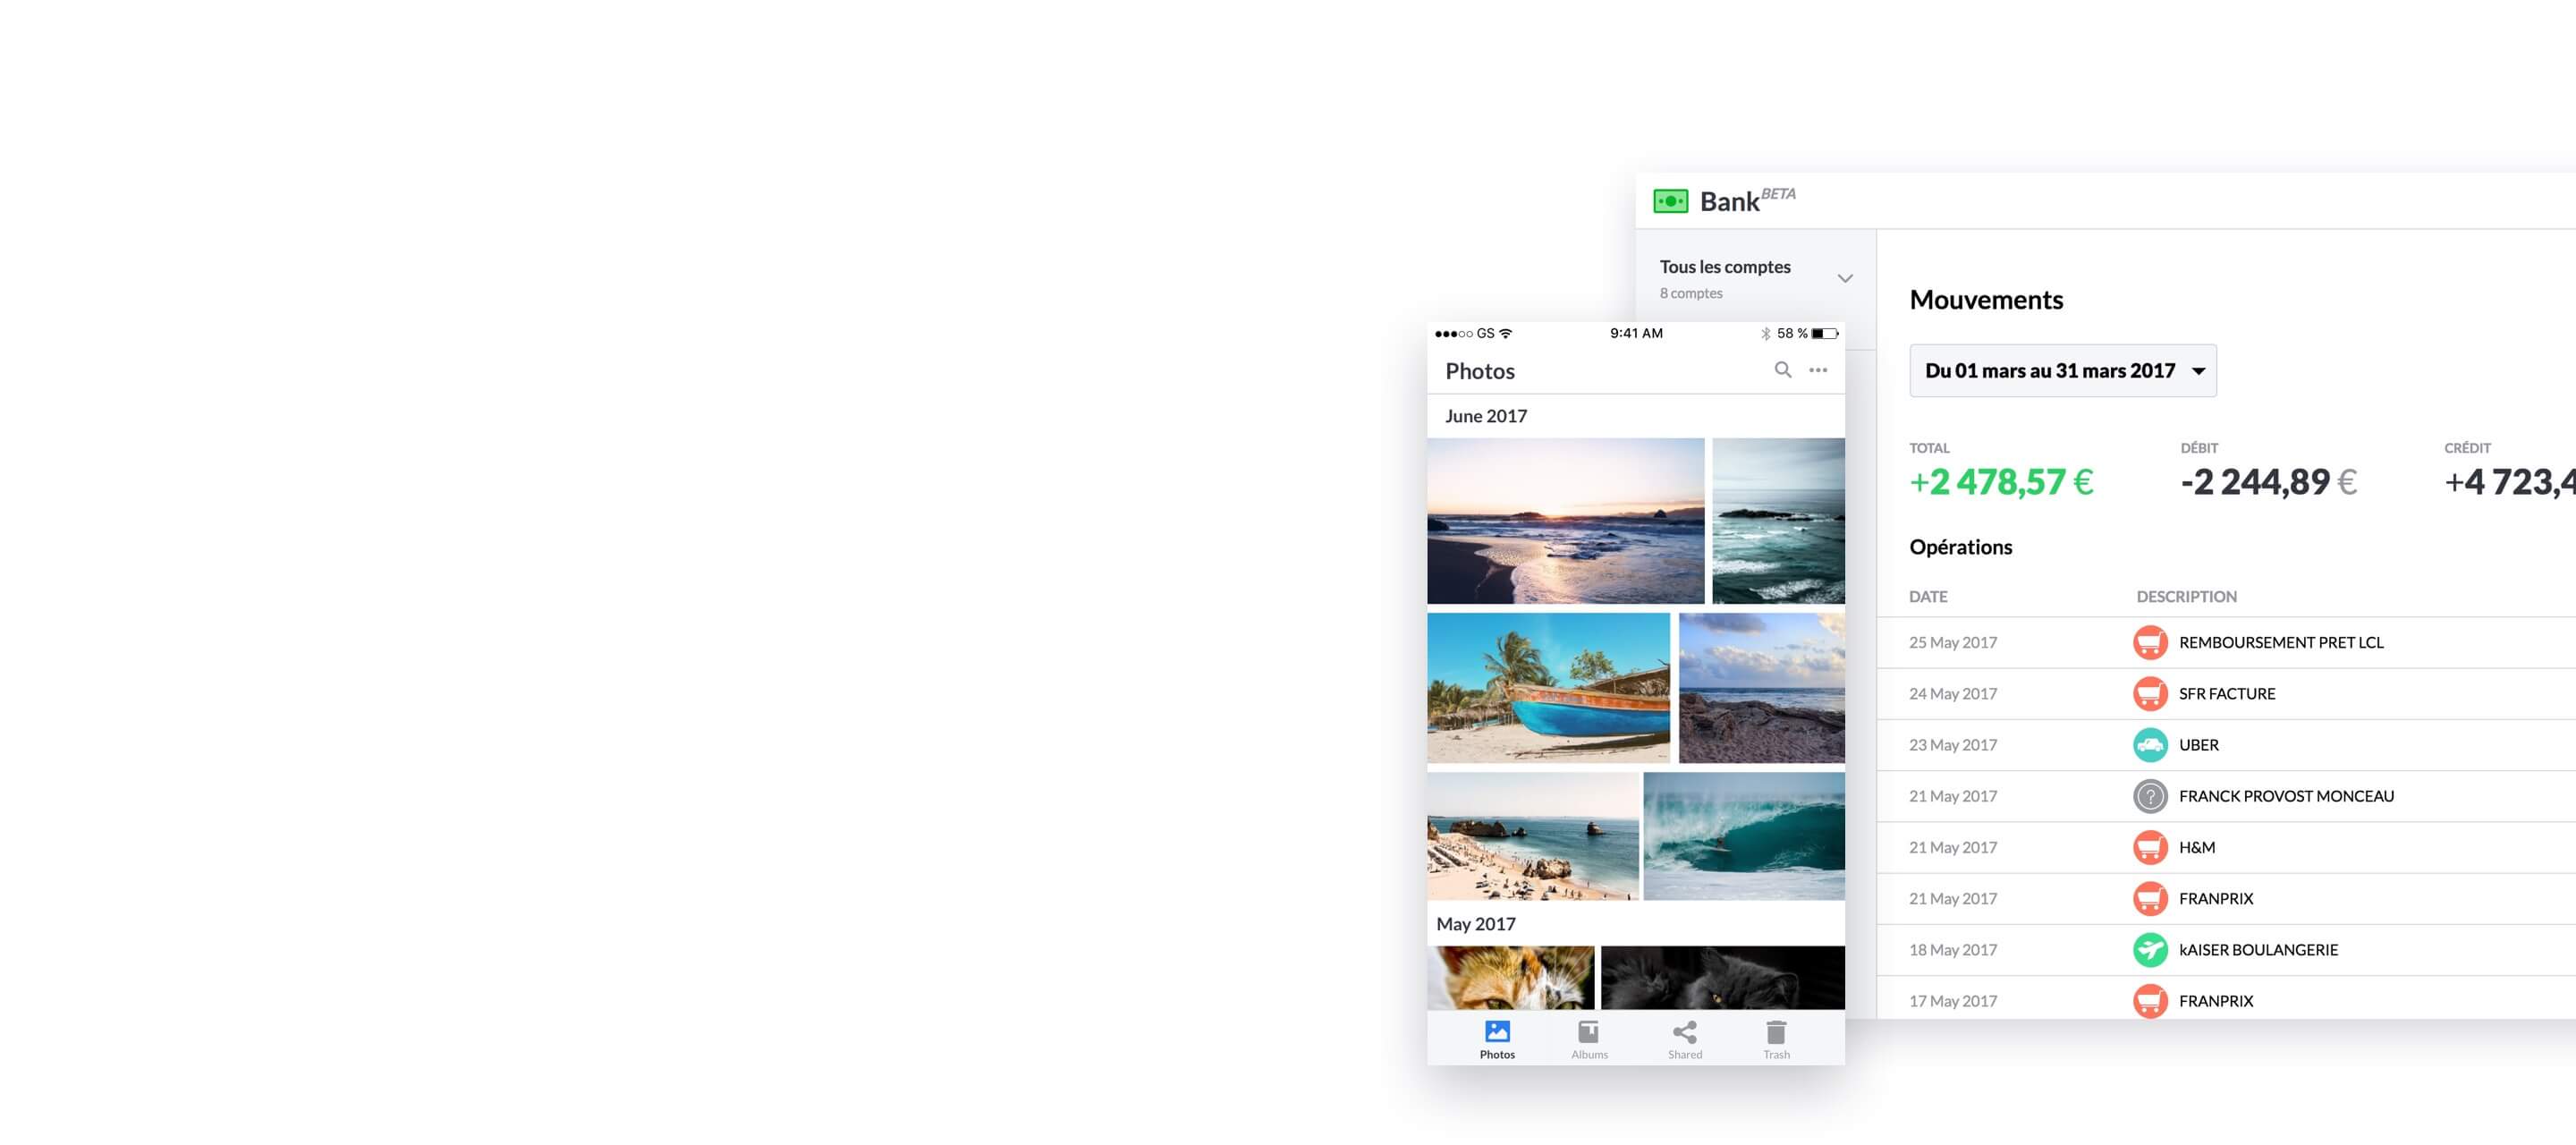 Bank BETA
Tous les comptes
8 comptes
Mouvements
Du 01 mars au 31 mars 2017
TOTAL DÉBIT CRÉDIT
+2 478,57 € -2 244,89 € +4 723,4
Opérations
DATE DESCRIPTION
25 May 2017 REMBOURSEMENT PRET LCL
24 May 2017 SFR FACTURE
23 May 2017 UBER
21 May 2017 ? FRANCK PROVOST MONCEAU
21 May 2017 H&M
21 May 2017 FRANPRIX
18 May 2017 kAISER BOULANGERIE
17 May 2017 FRANPRIX
GS 9:41 AM 58 %
Photos
June 2017
May 2017
Photos Albums Shared Trash